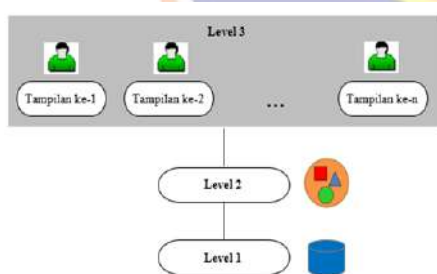 Level 3
Tampilan ke-1
Tampilan ke-2
...
Tampilan ke-n
Level 2
Level 1